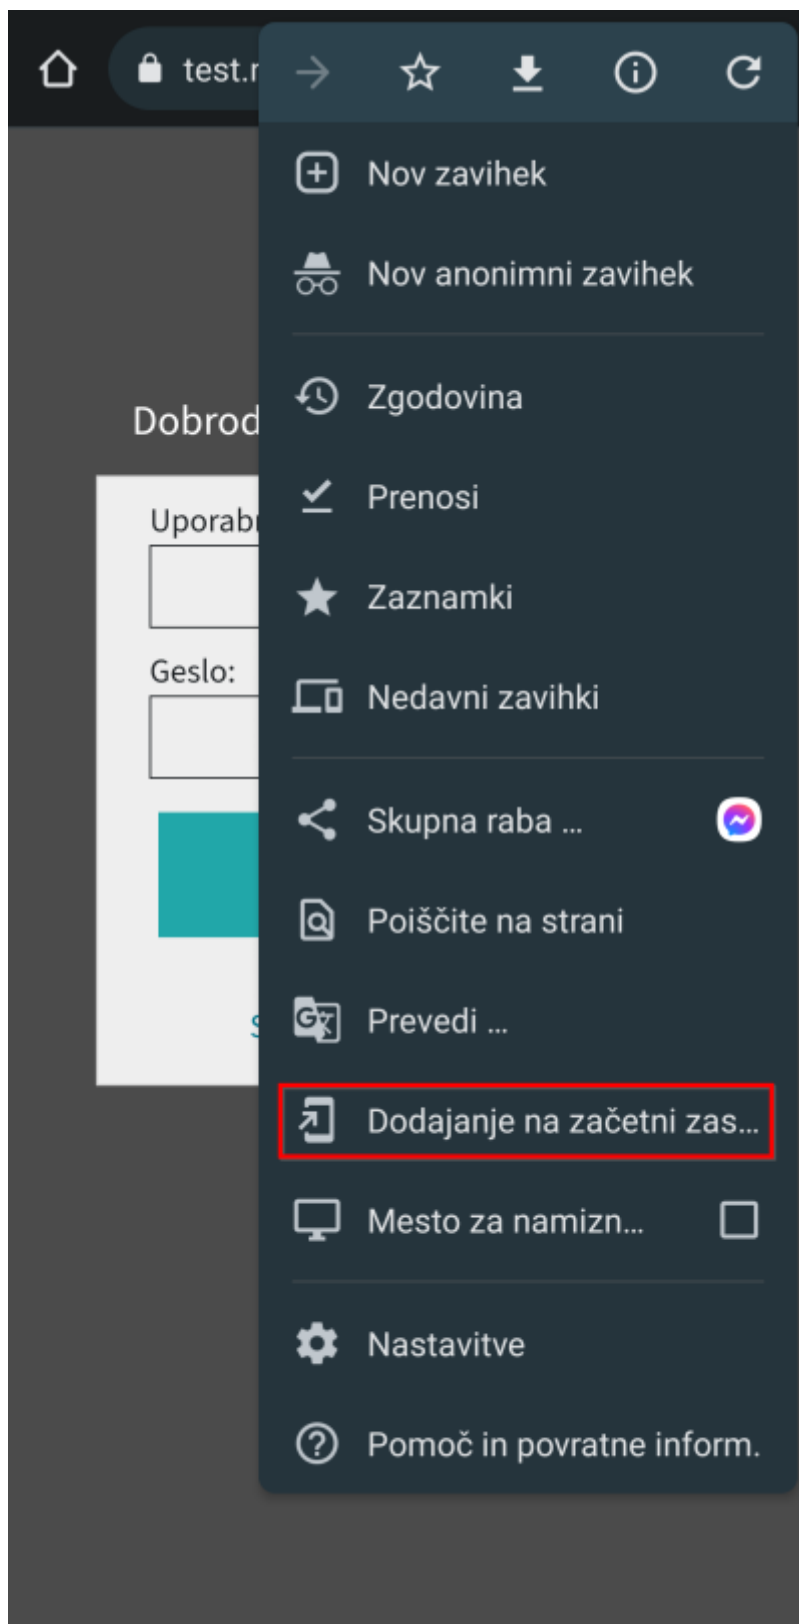 test.
Nov zavihek
Nov anonimni zavihek
Zgodovina
Dobrod
Prenosi
Uporab
Zaznamki
Geslo:
Nedavni zavihki
Skupna raba ...
Poiščite na strani
Prevedi ...
Dodajanje na začetni zas...
Mesto za namizn...
Nastavitve
Pomoč in povratne inform.